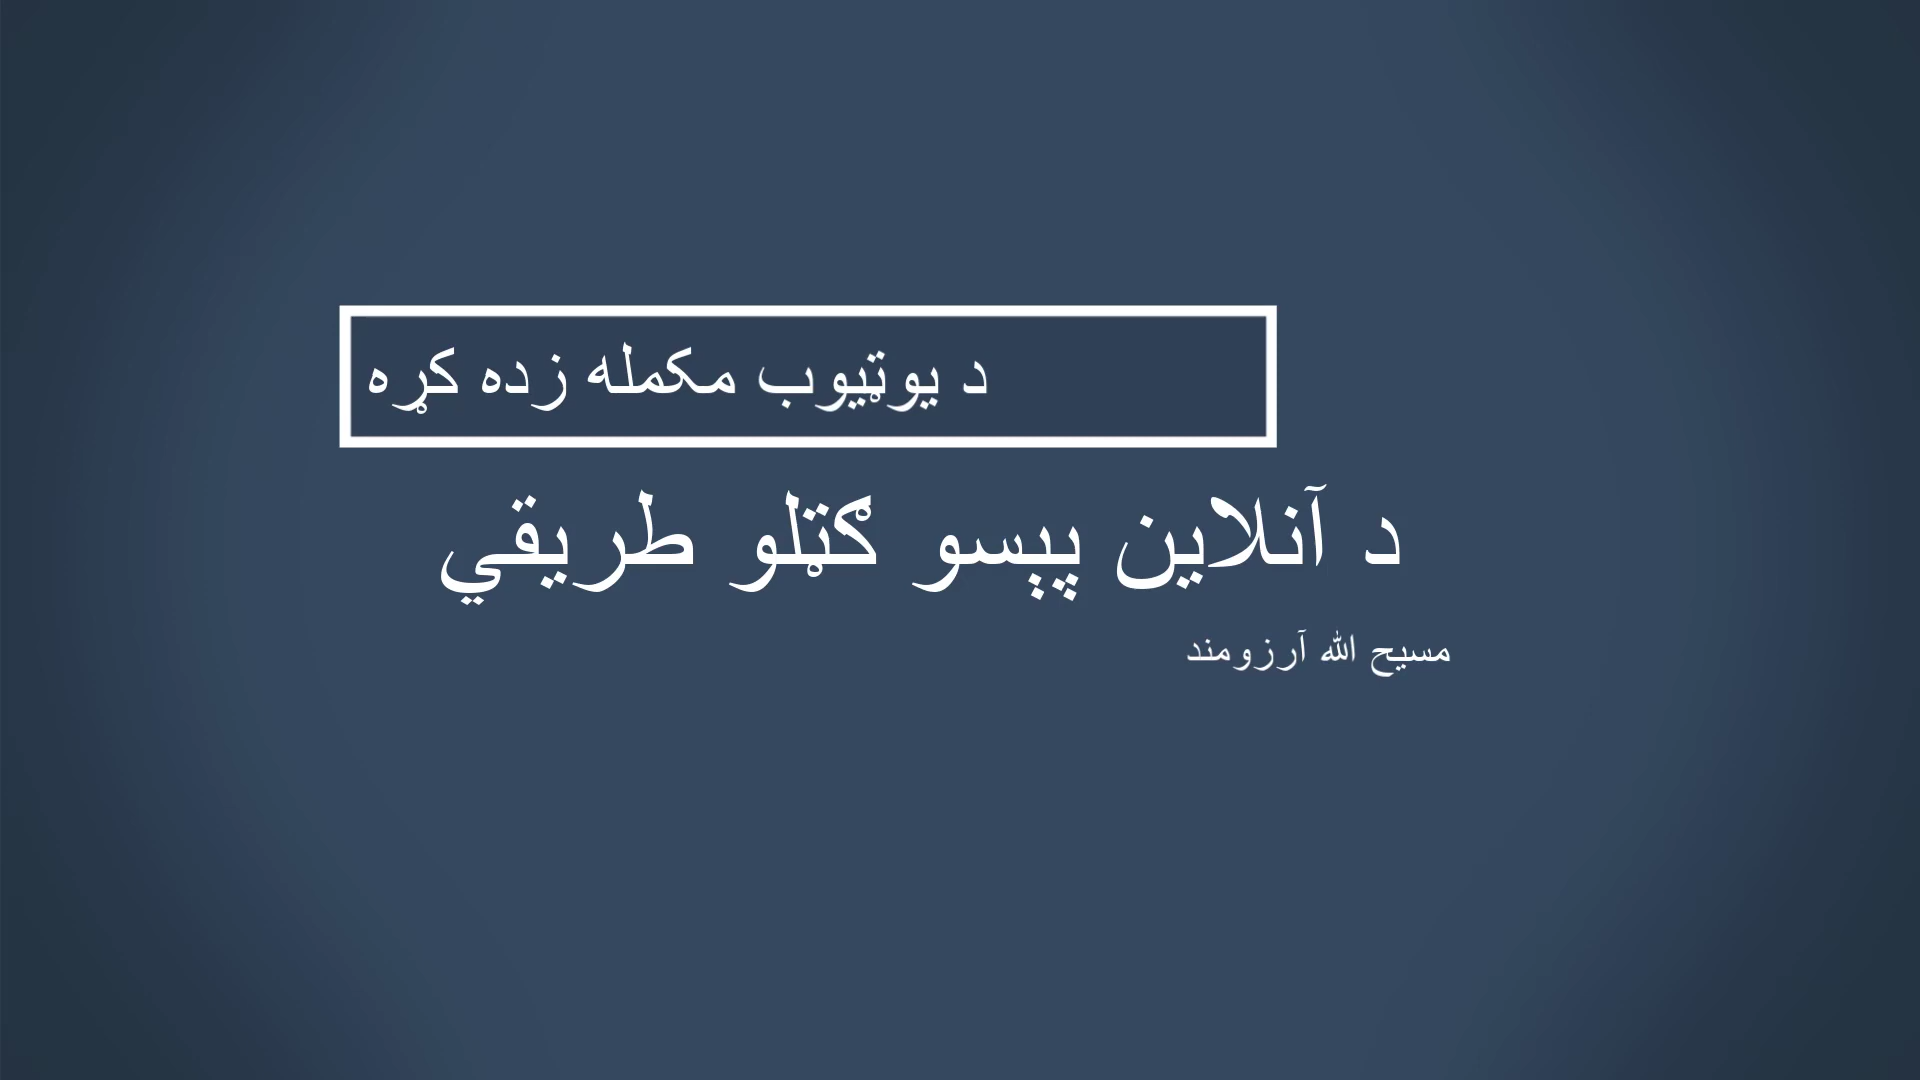 د یوټیوب مکمله زده کړه
د آنلاین پیسو ګټلو طریقي
مسیح الله آرزومند